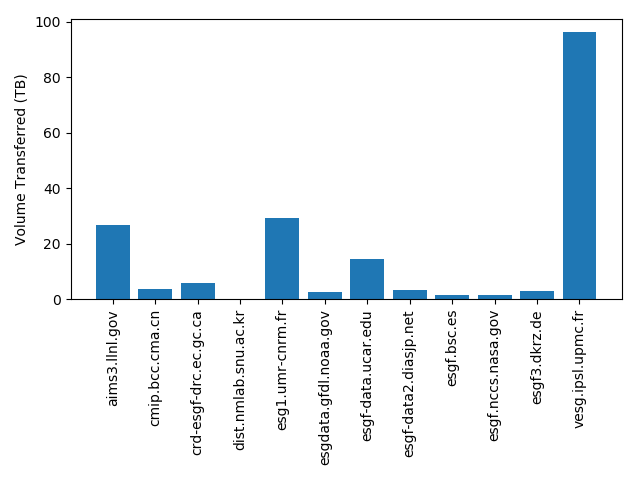 Volume Transferred (TB)
100
80
60
40
20
0
aims3.llnl.gov
cmip.bcc.cma.cn
crd-esgf-drc.ec.gc.ca
dist.nmlab.snu.ac.kr
esg1.umr-cnrm.fr
esgdata.gfdl.noaa.gov
esgf-data.ucar.edu
esgf-data2.diasjp.net
esgf.bsc.es
esgf.nccs.nasa.gov
esgf3.dkrz.de
vesg.ipsl.upmc.fr